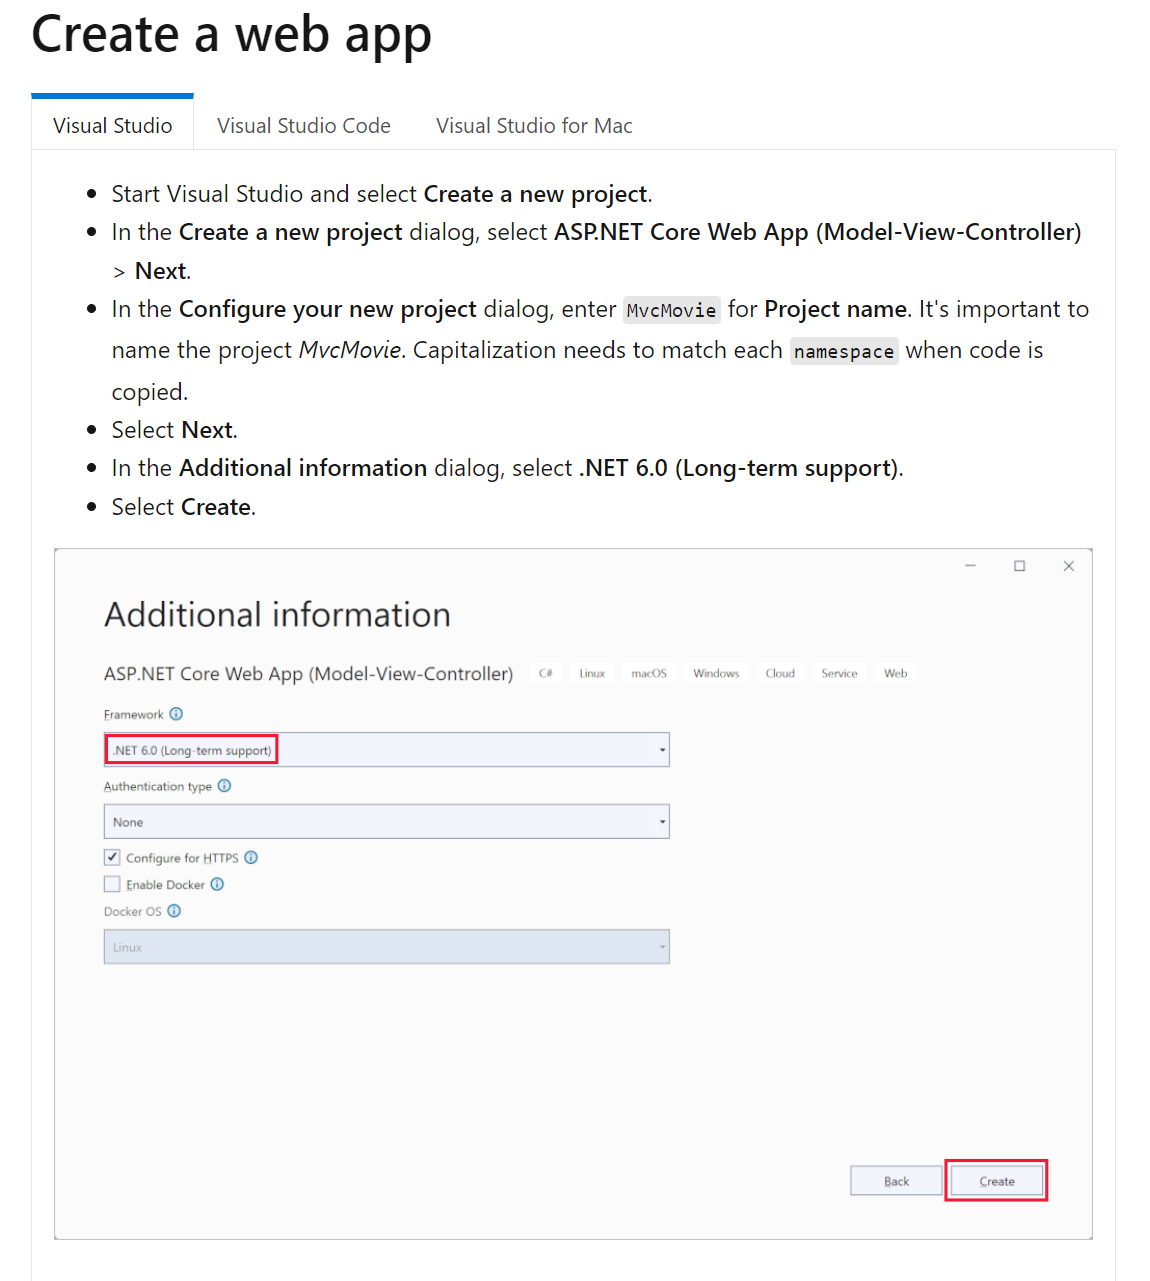 Create a web app
Visual Studio Visual Studio Code Visual Studio for Mac
Start Visual Studio and select Create a new project.
In the Create a new project dialog, select ASP.NET Core Web App (Model-View-Controller)
> Next.
In the Configure your new project dialog, enter MvcMovie for Project name. It's important to
name the project MvcMovie. Capitalization needs to match each namespace when code is
copied.
Select Next.
In the Additional information dialog, select .NET 6.0 (Long-term support).
Select Create.
Additional information
ASP.NET Core Web App (Model-View-Controller) C# Linux macOS Windows Cloud Service Web
Framework
.NET 6.0 (Long-term support)
Authentication type
None
Configure for HTTPS
Enable Docker
Docker OS
Linux
Back Create